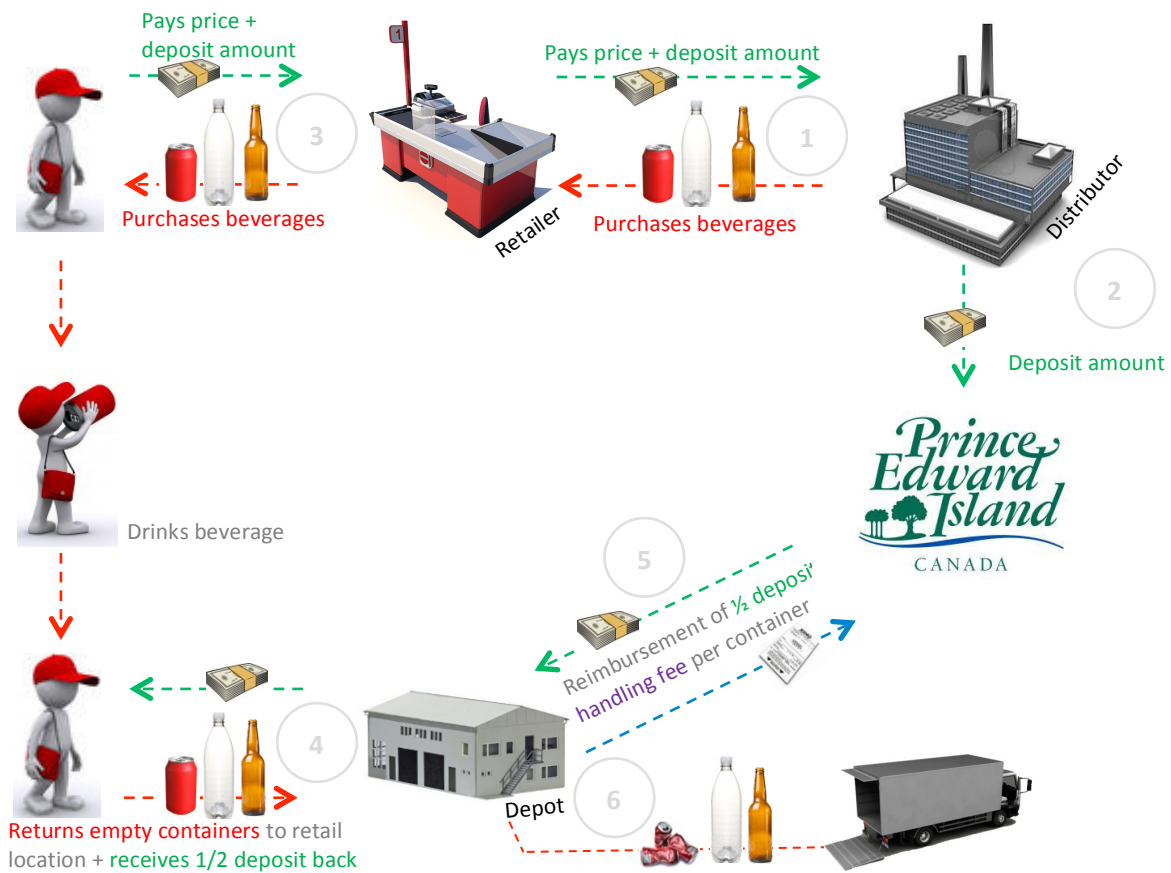 Pays price +
deposit amount
Pays price + deposit amount
1
3
1
Purchases beverages
Retailer
Purchases beverages
Distributor
2
Deposit amount
Prince
Edward
Island
CANADA
Drinks beverage
5
Reimbursement of ½ deposit
handling fee per container
4
Depot
6
Returns empty containers to retail
location + receives 1/2 deposit back